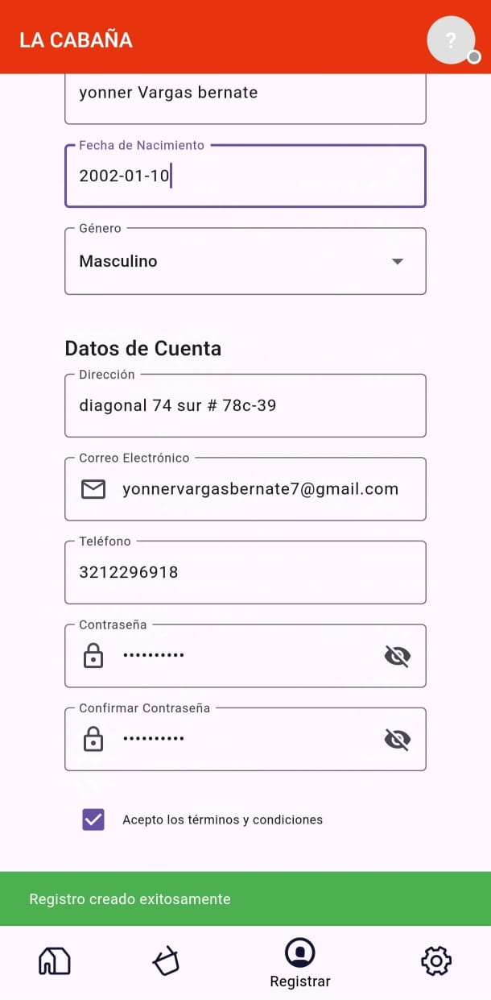 LA CABAÑA
?
yonner Vargas bernate
Fecha de Nacimiento
2002-01-10
Género
Masculino
Datos de Cuenta
Dirección
diagonal 74 sur # 78c-39
Correo Electrónico
yonnervargasbernate7@gmail.com
Teléfono
3212296918
Contraseña
••••••••••
Confirmar Contraseña
••••••••••
Acepto los términos y condiciones
Registro creado exitosamente
Registrar